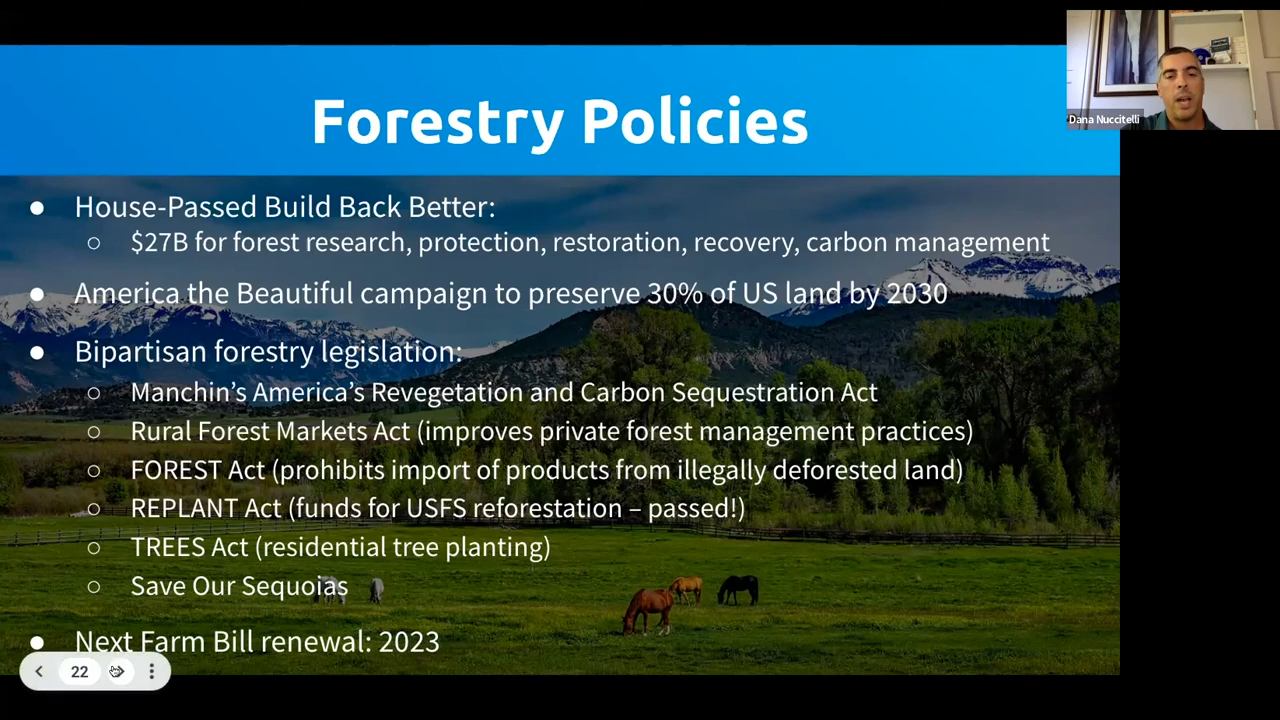 Forestry Policies
Dana Nuccitelli
● House-Passed Build Back Better:
○ $27B for forest research, protection, restoration, recovery, carbon management
● America the Beautiful campaign to preserve 30% of US land by 2030
● Bipartisan forestry legislation:
○ Manchin’s America’s Revegetation and Carbon Sequestration Act
○ Rural Forest Markets Act (improves private forest management practices)
○ FOREST Act (prohibits import of products from illegally deforested land)
○ REPLANT Act (funds for USFS reforestation – passed!)
○ TREES Act (residential tree planting)
○ Save Our Sequoias
● Next Farm Bill renewal: 2023
22